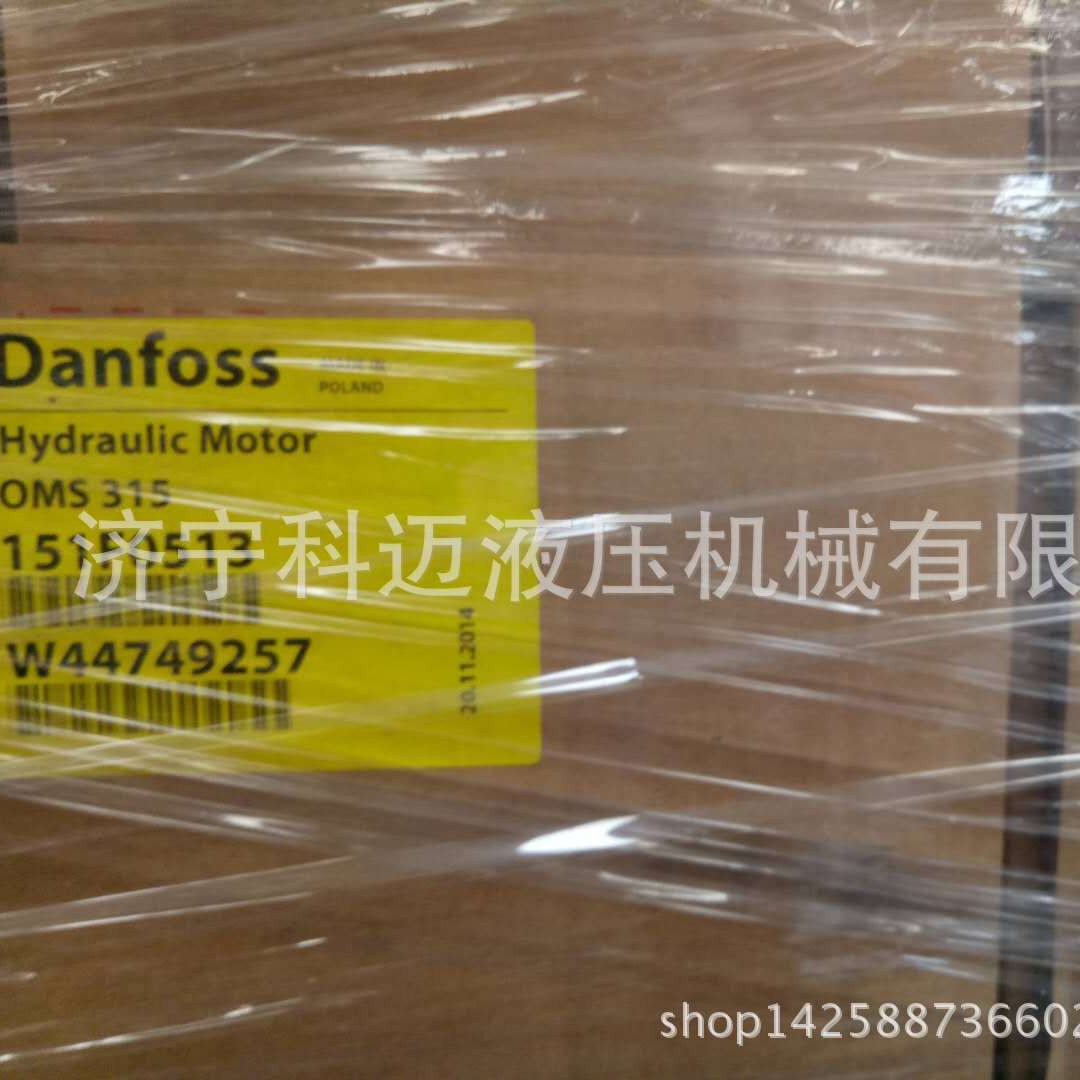 Danfoss
MADE IN
POLAND
Hydraulic Motor
OMS 315
151F0513
W44749257
20.11.2014
济宁科迈液压机械有限
shop142588736602